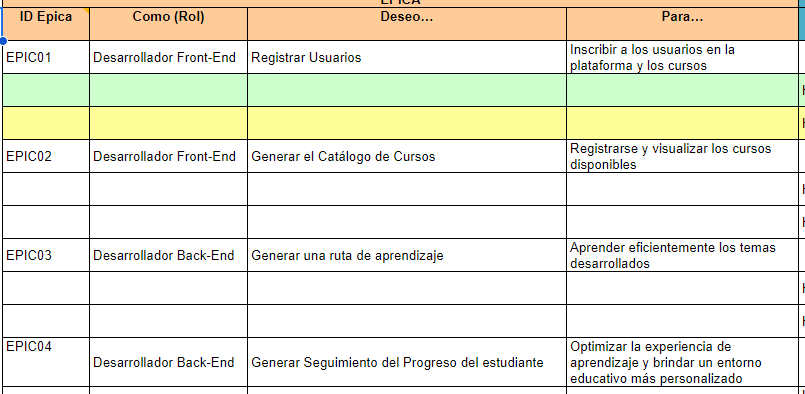 EPICA
ID Epica Como (Rol) Deseo... Para...
EPIC01 Desarrollador Front-End Registrar Usuarios Inscribir a los usuarios en la
plataforma y los cursos
EPIC02 Desarrollador Front-End Generar el Catálogo de Cursos Registrarse y visualizar los cursos
disponibles
EPIC03 Desarrollador Back-End Generar una ruta de aprendizaje Aprender eficientemente los temas
desarrollados
EPIC04 Desarrollador Back-End Generar Seguimiento del Progreso del estudiante Optimizar la experiencia de
aprendizaje y brindar un entorno
educativo más personalizado